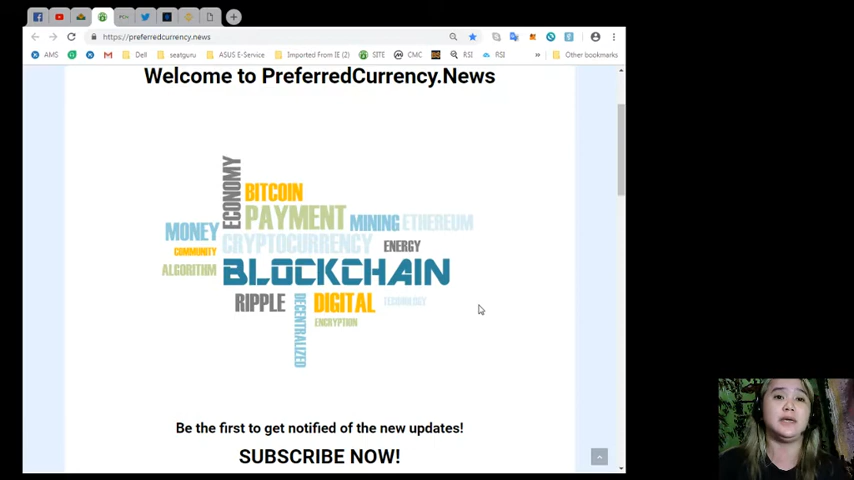 https://preferredcurrency.news
AMS
Dell
seatguru
ASUS E-Service
Imported From IE (2)
SITE
CMC
RSI
RSI
»
Other bookmarks
Welcome to PreferredCurrency.News
ECONOMY
BITCOIN
PAYMENT
MONEY
MINING ETHEREUM
COMMUNITY
CRYPTOCURRENCY
ENERGY
ALGORITHM
BLOCKCHAIN
RIPPLE
DECENTRALIZED
DIGITAL
TECHNOLOGY
ENCRYPTION
Be the first to get notified of the new updates!
SUBSCRIBE NOW!